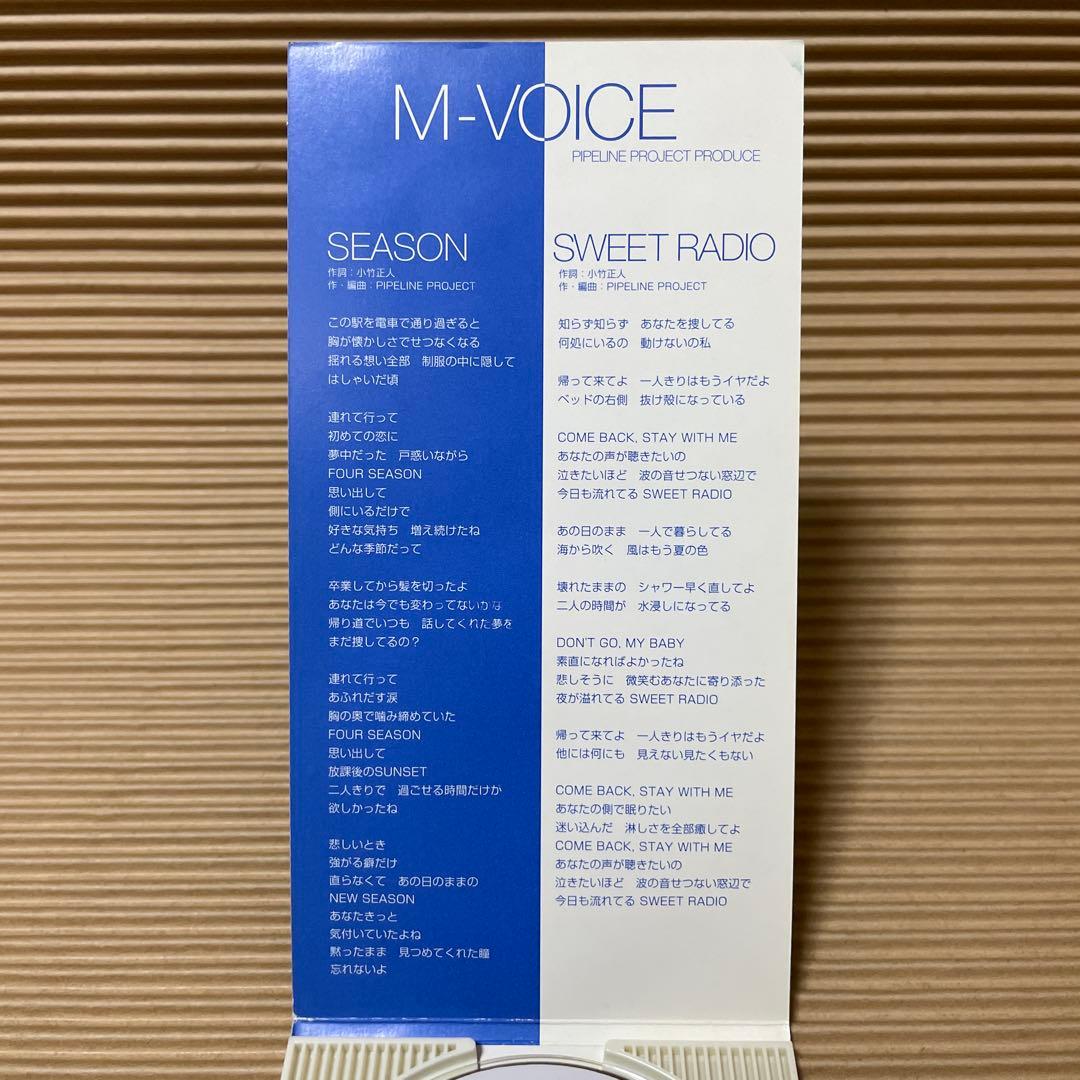 M-VOICE
PIPELINE PROJECT PRODUCE
SEASON
作詞：小竹正人
作・編曲：PIPELINE PROJECT
この駅を電車で通り過ぎると
胸が懐かしさでせつなくなる
揺れる想い全部　制服の中に隠して
はしゃいだ頃
連れて行って
初めての恋に
夢中だった　戸惑いながら
FOUR SEASON
思い出して
側にいるだけで
好きな気持ち　増え続けたね
どんな季節だって
卒業してから髪を切ったよ
あなたは今でも変わってないかな
帰り道でいつも　話してくれた夢を
まだ捜してるの？
連れて行って
あふれだす涙
胸の奥で噛み締めていた
FOUR SEASON
思い出して
放課後のSUNSET
二人きりで　過ごせる時間だけが
欲しかったね
悲しいとき
強がる癖だけ
直らなくて　あの日のままの
NEW SEASON
あなたきっと
気付いていたよね
黙ったまま　見つめてくれた瞳
忘れないよ
SWEET RADIO
作詞：小竹正人
作・編曲：PIPELINE PROJECT
知らず知らず　あなたを捜してる
何処にいるの　動けないの私
帰って来てよ　一人きりはもうイヤだよ
ベッドの右側　抜け殻になっている
COME BACK, STAY WITH ME
あなたの声が聴きたいの
泣きたいほど　波の音せつない窓辺で
今日も流れてる SWEET RADIO
あの日のまま　一人で暮らしてる
海から吹く　風はもう夏の色
壊れたままの　シャワー早く直してよ
二人の時間が　水浸しになってる
DON'T GO, MY BABY
素直になればよかったね
悲しそうに　微笑むあなたに寄り添った
夜が溢れてる SWEET RADIO
帰って来てよ　一人きりはもうイヤだよ
他には何にも　見えない見たくもない
COME BACK, STAY WITH ME
あなたの側で眠りたい
迷い込んだ　淋しさを全部癒してよ
COME BACK, STAY WITH ME
あなたの声が聴きたいの
泣きたいほど　波の音せつない窓辺で
今日も流れてる SWEET RADIO